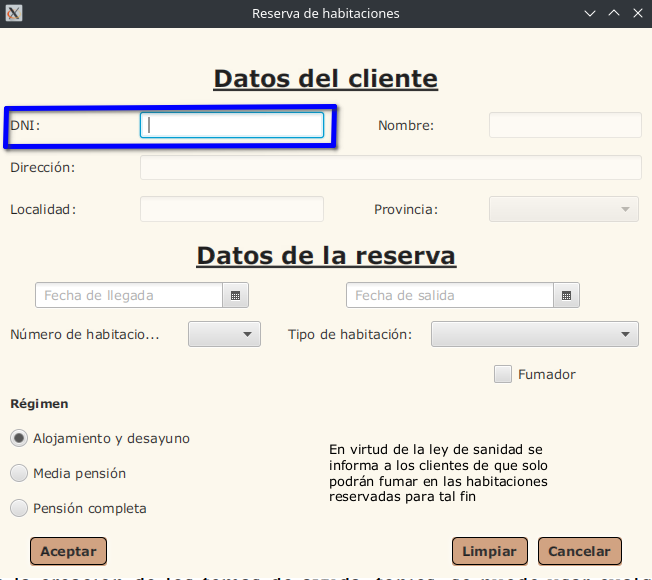 Reserva de habitaciones
Datos del cliente
DNI:
Nombre:
Dirección:
Localidad:
Provincia:
Datos de la reserva
Fecha de llegada
Fecha de salida
Número de habitacio...
Tipo de habitación:
Fumador
Régimen
Alojamiento y desayuno
En virtud de la ley de sanidad se
informa a los clientes de que solo
podrán fumar en las habitaciones
reservadas para tal fin
Media pensión
Pensión completa
Aceptar
Limpiar
Cancelar